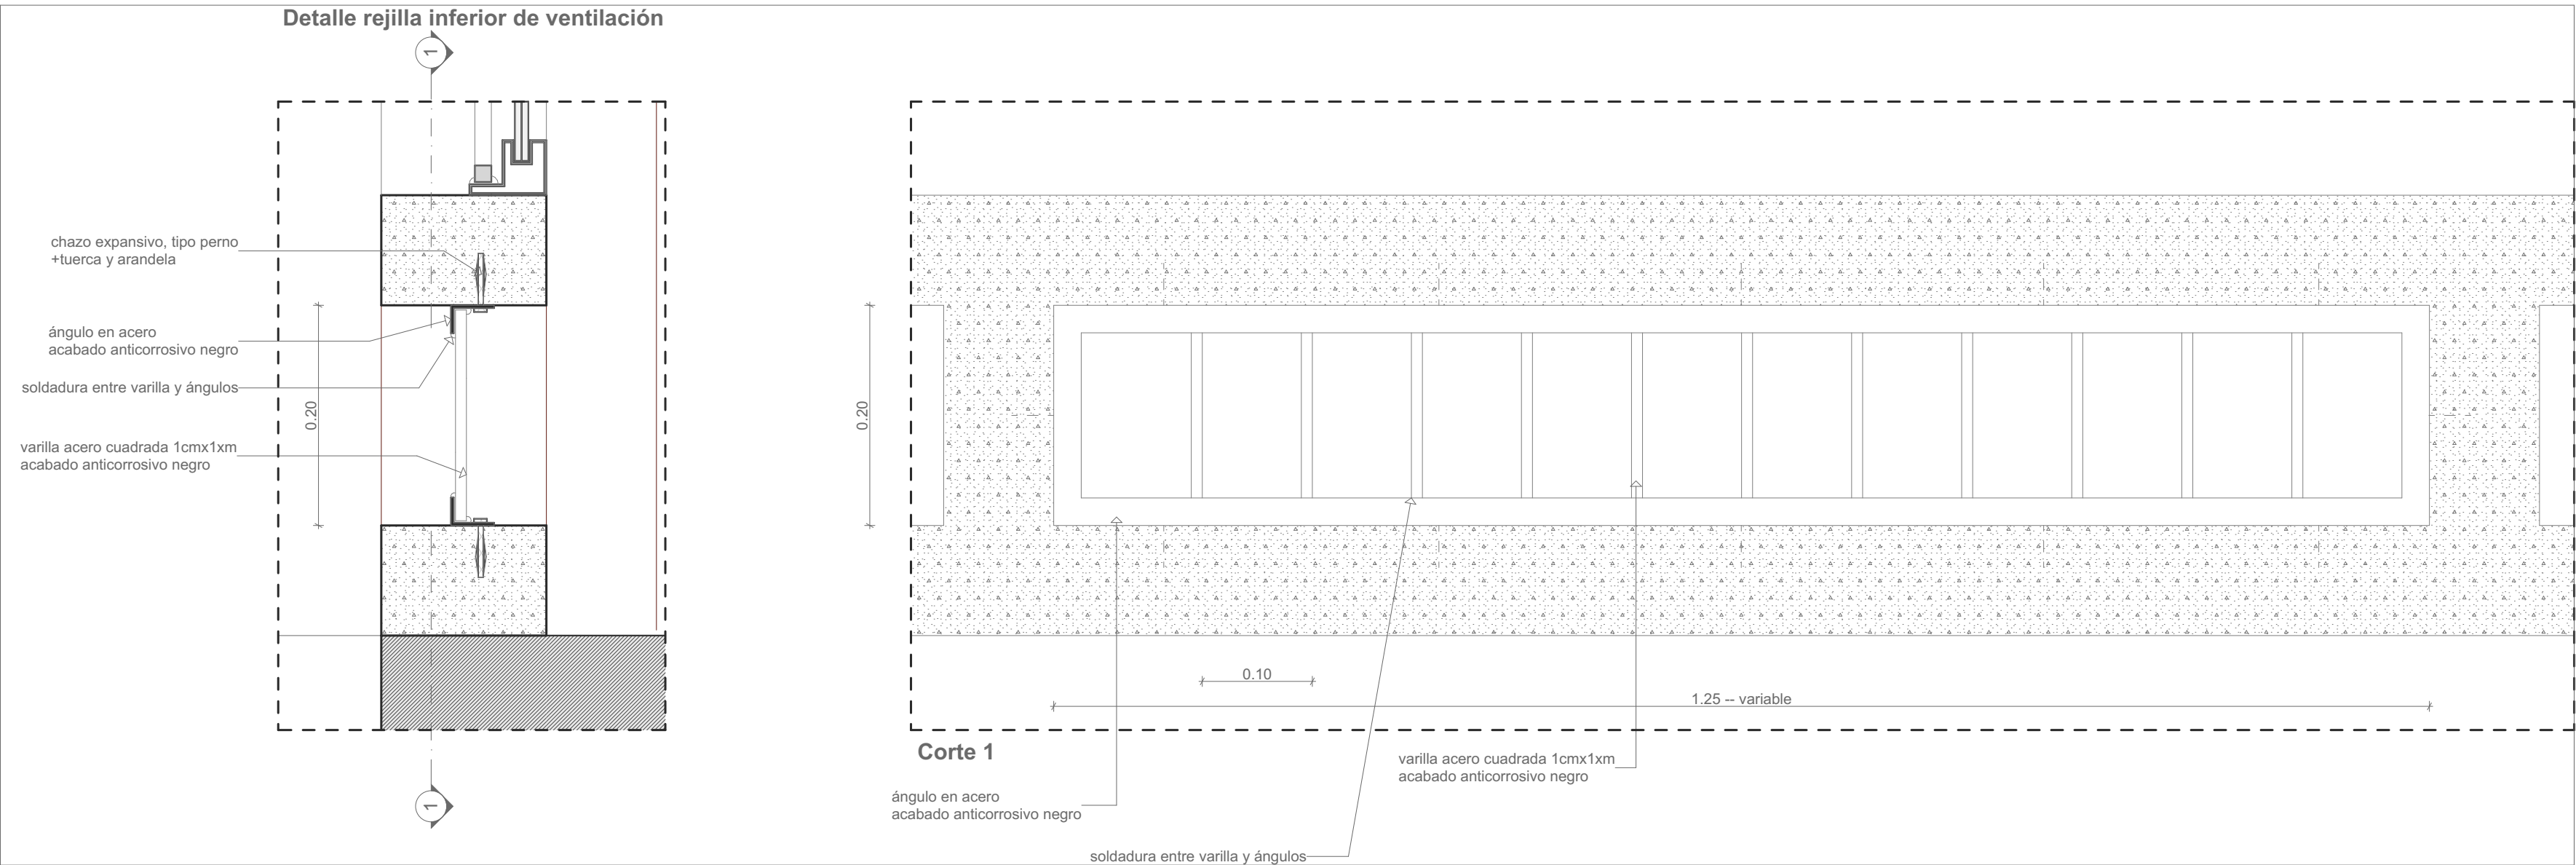 Detalle rejilla inferior de ventilación
1
chazo expansivo, tipo perno
+tuerca y arandela
ángulo en acero
acabado anticorrosivo negro
soldadura entre varilla y ángulos
0.20
varilla acero cuadrada 1cmx1xm
acabado anticorrosivo negro
1
0.20
0.10
1.25 -- variable
Corte 1
varilla acero cuadrada 1cmx1xm
acabado anticorrosivo negro
ángulo en acero
acabado anticorrosivo negro
soldadura entre varilla y ángulos